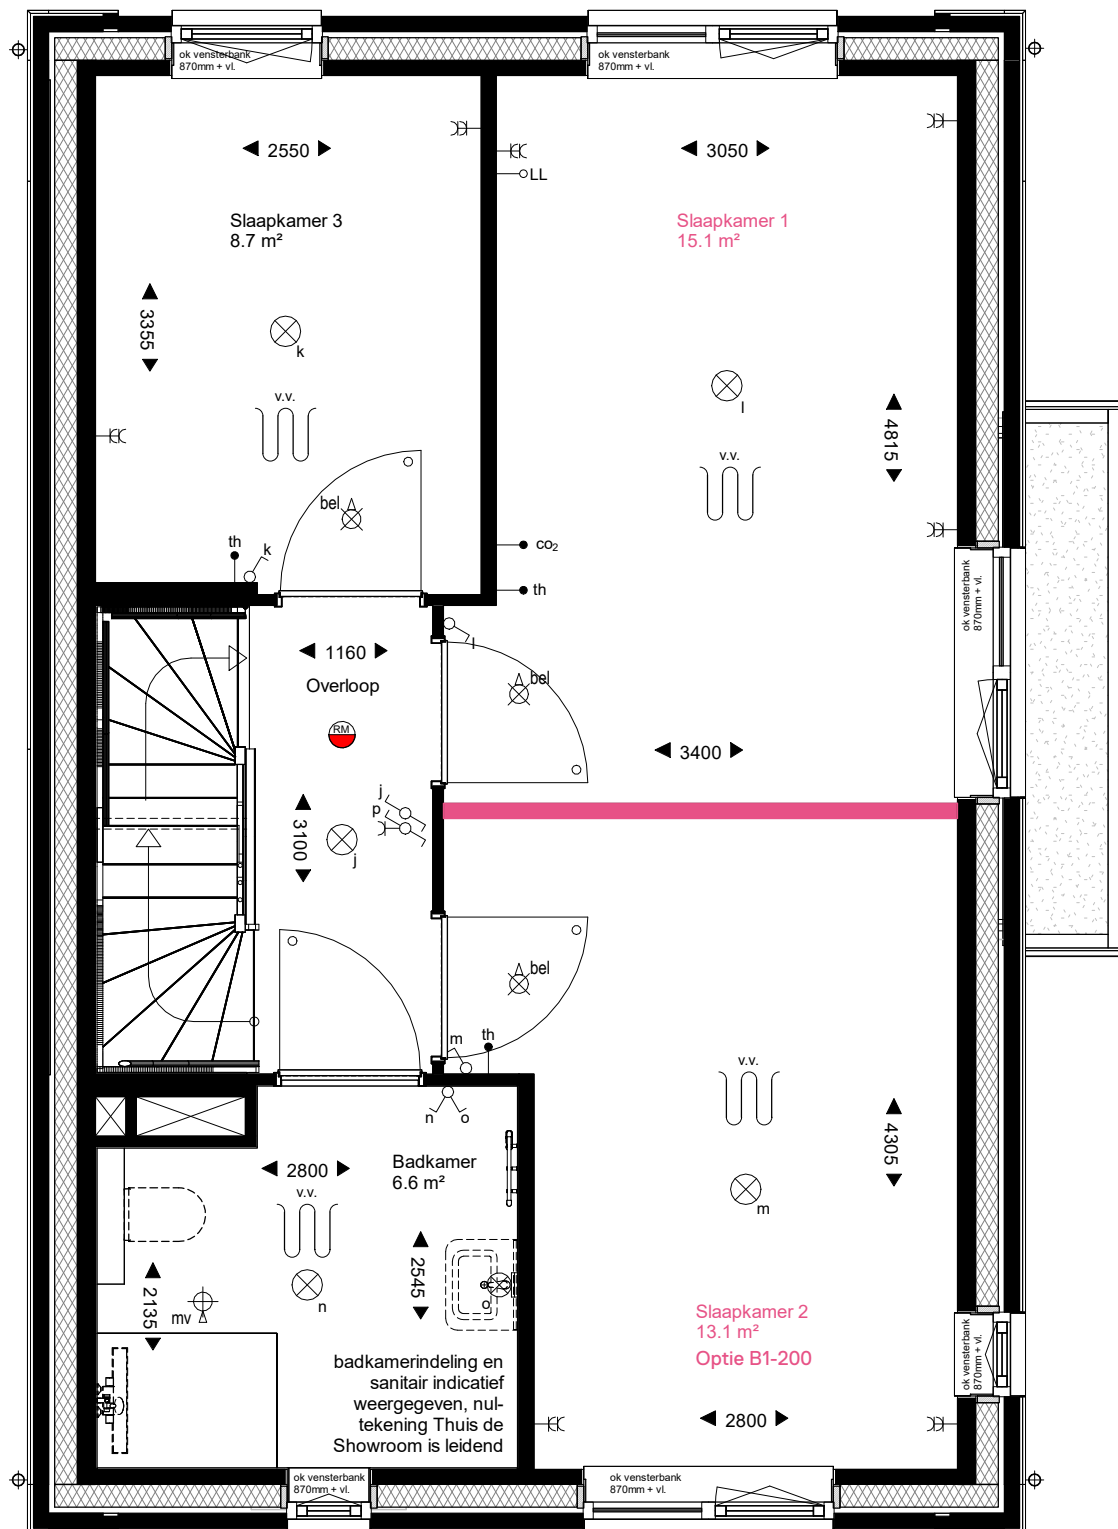 ok vensterbank
870mm + vl.
ok vensterbank
870mm + vl.
2550
3050
LL
Slaapkamer 3
8.7 m²
Slaapkamer 1
15.1 m²
3355
k
l
v.v.
4815
v.v.
bel
th
k
co₂
th
ok vensterbank
870mm + vl.
l
1160
Overloop
bel
RM
3400
j
p
3100
j
bel
m
th
v.v.
n
o
4305
Badkamer
6.6 m²
2800
v.v.
m
2545
2135
n
o
mv
Slaapkamer 2
13.1 m²
Optie B1-200
ok vensterbank
870mm + vl.
badkamerindeling en
sanitair indicatief
weergegeven, nul-
tekening Thuis de
Showroom is leidend
2800
ok vensterbank
870mm + vl.
ok vensterbank
870mm + vl.